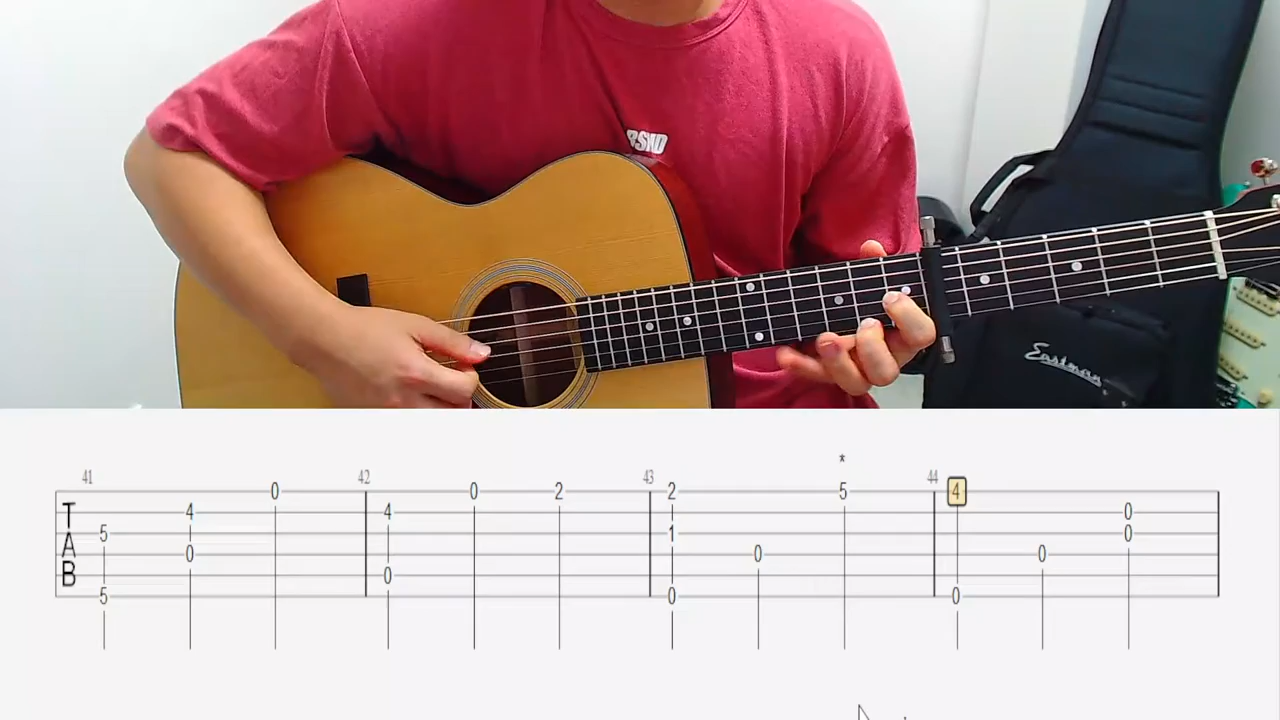 BSXD
Eastman
41 42 43 44
*
T 0 0 2 2 5 4
A 4 4 0
B 5 1 0
0 0 0
0
5 0 0